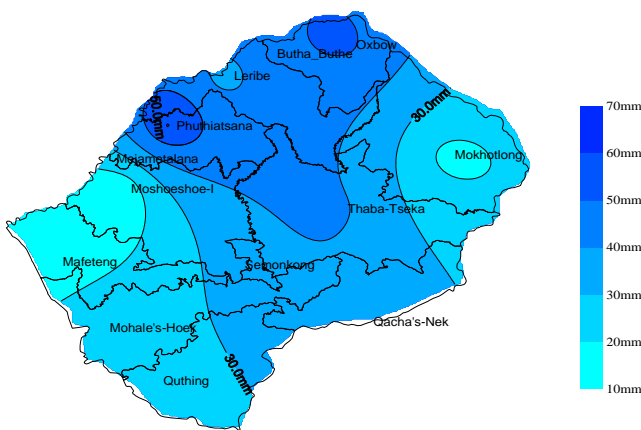 Oxbow
Butha_Buthe
Leribe
70mm
30.0mm
60.0mm
Phuthiatsana
60mm
Mokhotlong
Mejametalana
Moshoeshoe-I
50mm
Thaba-Tseka
40mm
Mafeteng
Semonkong
30mm
Qacha's-Nek
Mohale's-Hoek
20mm
30.0mm
Quthing
10mm